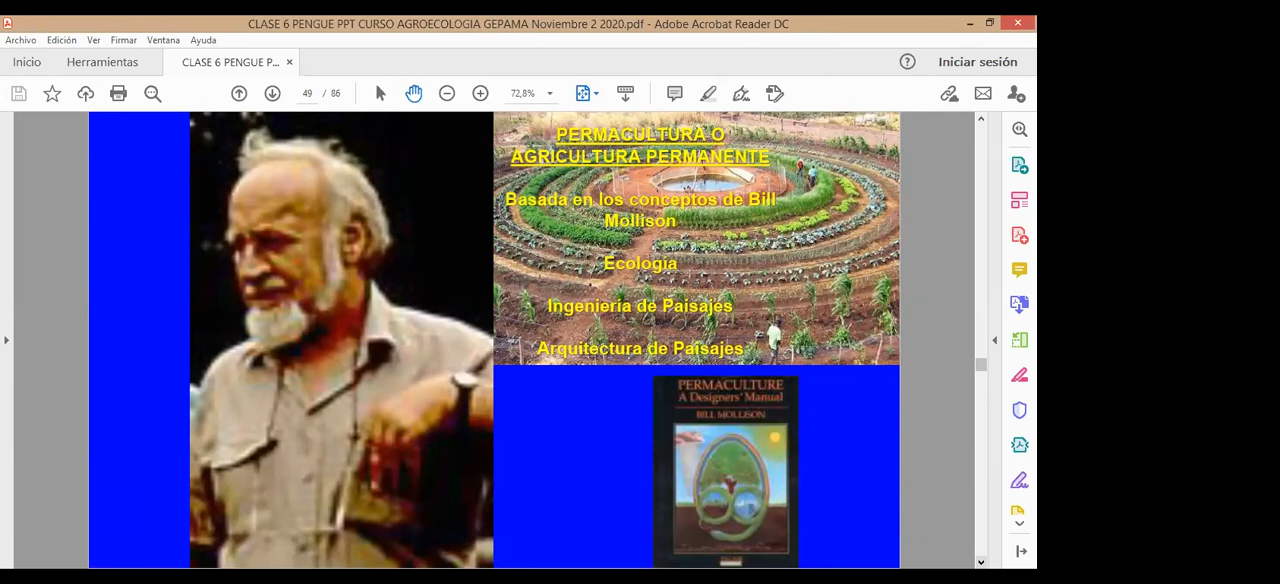 CLASE 6 PENGUE PPT CURSO AGROECOLOGIA GEPAMA Noviembre 2 2020.pdf - Adobe Acrobat Reader DC
Archivo Edición Ver Firmar Ventana Ayuda
Inicio Herramientas CLASE 6 PENGUE P... × Iniciar sesión
49 / 86 72,8%
PERMACULTURA O
AGRICULTURA PERMANENTE
Basada en los conceptos de Bill
Mollison
Ecología
Ingeniería de Paisajes
Arquitectura de Paisajes
PERMACULTURE
A Designers' Manual
BILL MOLLISON